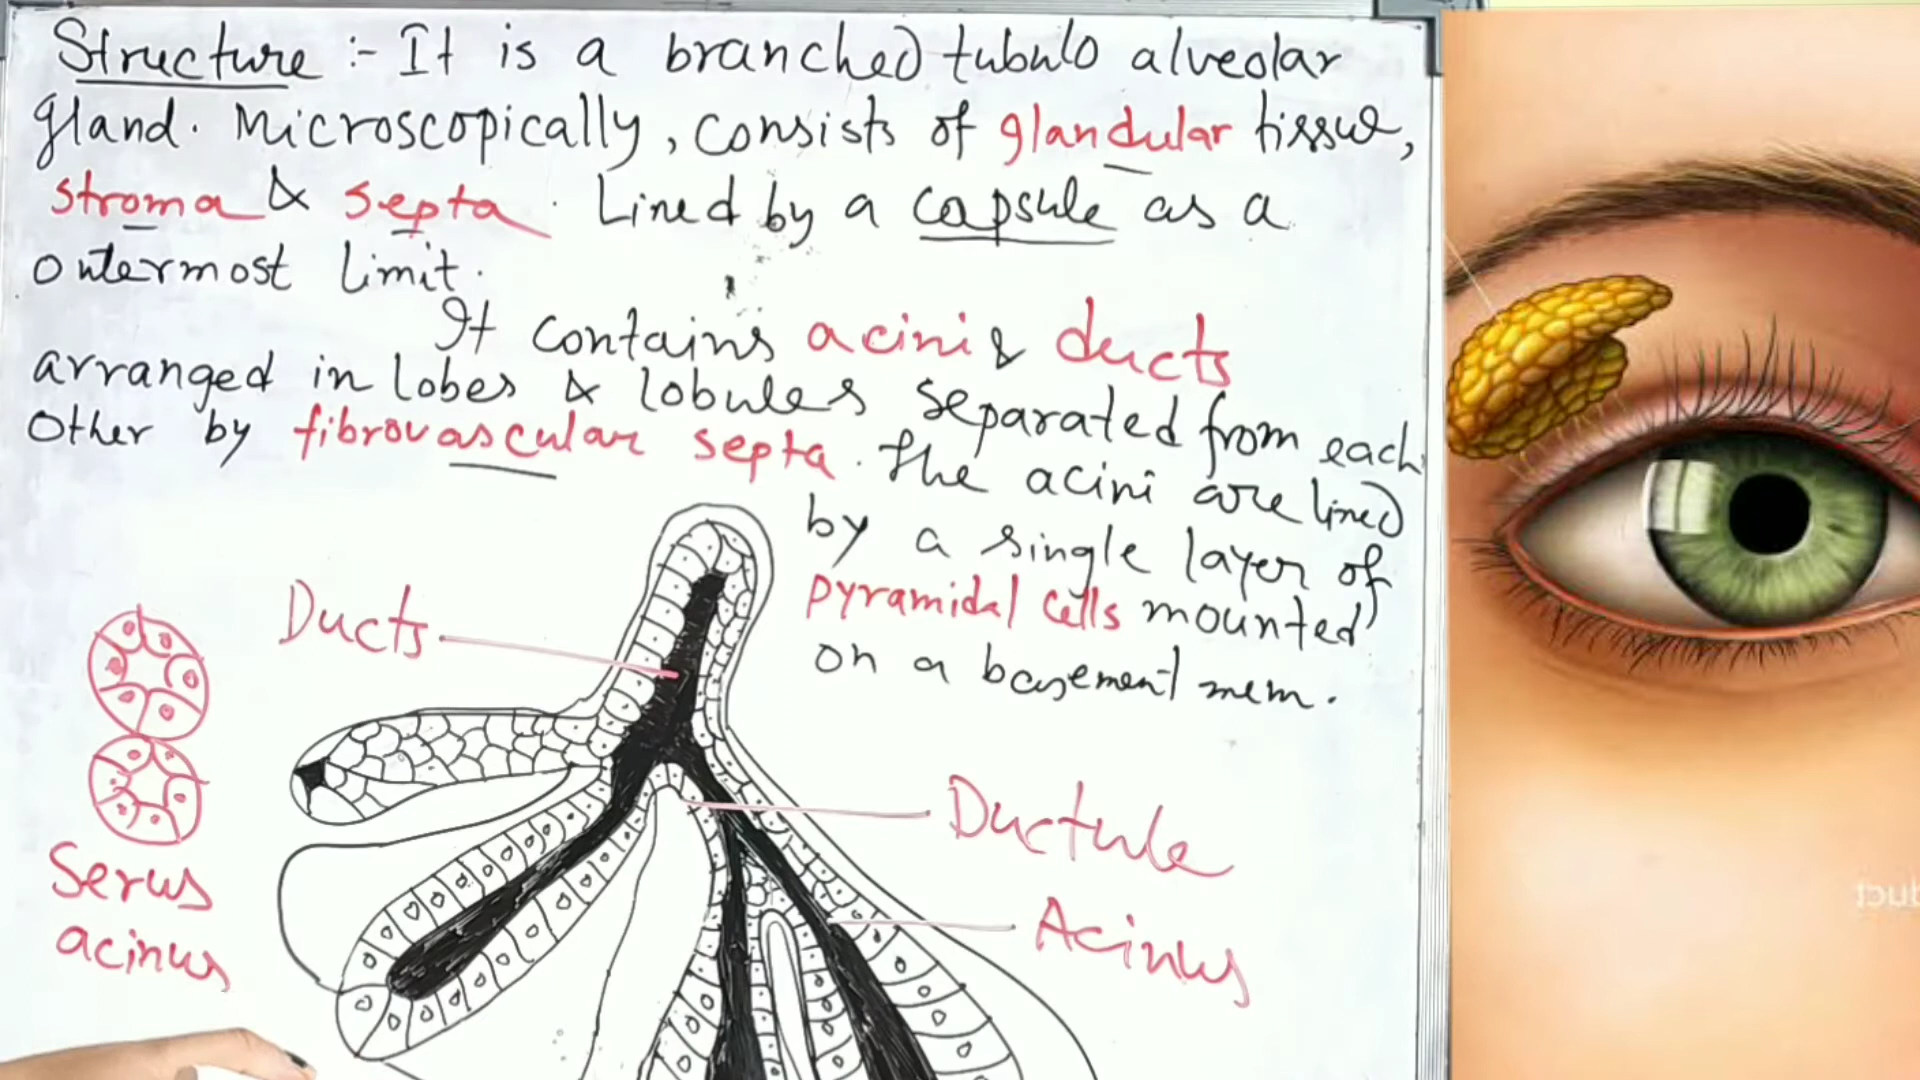 Structure :- It is a branched tubulo alveolar
gland. Microscopically, consists of glandular tissue,
stroma & septa. Lined by a capsule as a
outermost limit.
It contains acini & ducts
arranged in lobes & lobules separated from each
other by fibrovascular septa. The acini are lined
by a single layer of
pyramidal cells mounted
on a basement mem.
Ducts
Ductule
Acinus
Serus
acinus
duct